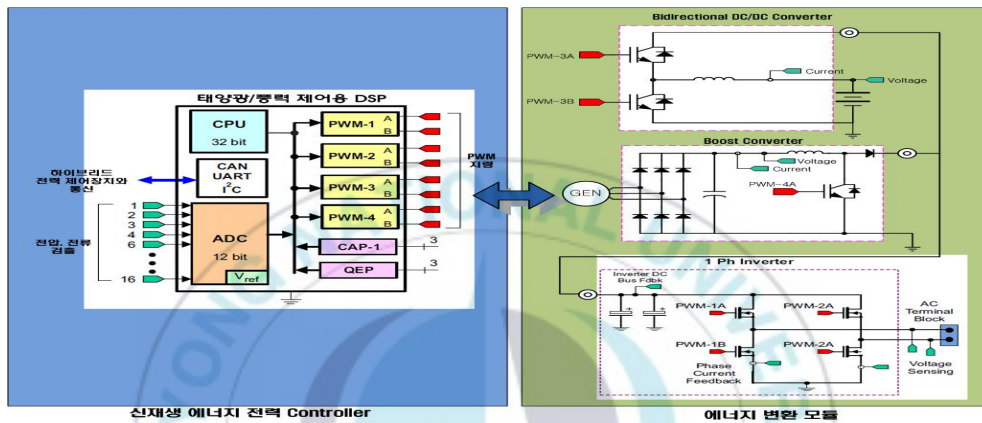 태양광/풍력 제어용 DSP
CPU
32 bit
CAN
UART
I²C
하이브리드
전력 제어장치와
통신
1
2
3
4
6
16
전압, 전류
검출
ADC
12 bit
Vref
PWM-1 A
B
PWM-2 A
B
PWM-3 A
B
PWM-4 A
B
PWM
지령
CAP-1
3
QEP
3
신재생 에너지 전력 Controller
Bidirectional DC/DC Converter
PWM-3A
PWM-3B
Current
Voltage
Boost Converter
GEN
Voltage
Current
PWM-4A
1 Ph Inverter
Inverter DC
Bus Fdbk
PWM-1A
PWM-2A
PWM-1B
PWM-2A
Phase
Current
Feedback
AC
Terminal
Block
Voltage
Sensing
에너지 변환 모듈
YONG NATIONAL UNIVER